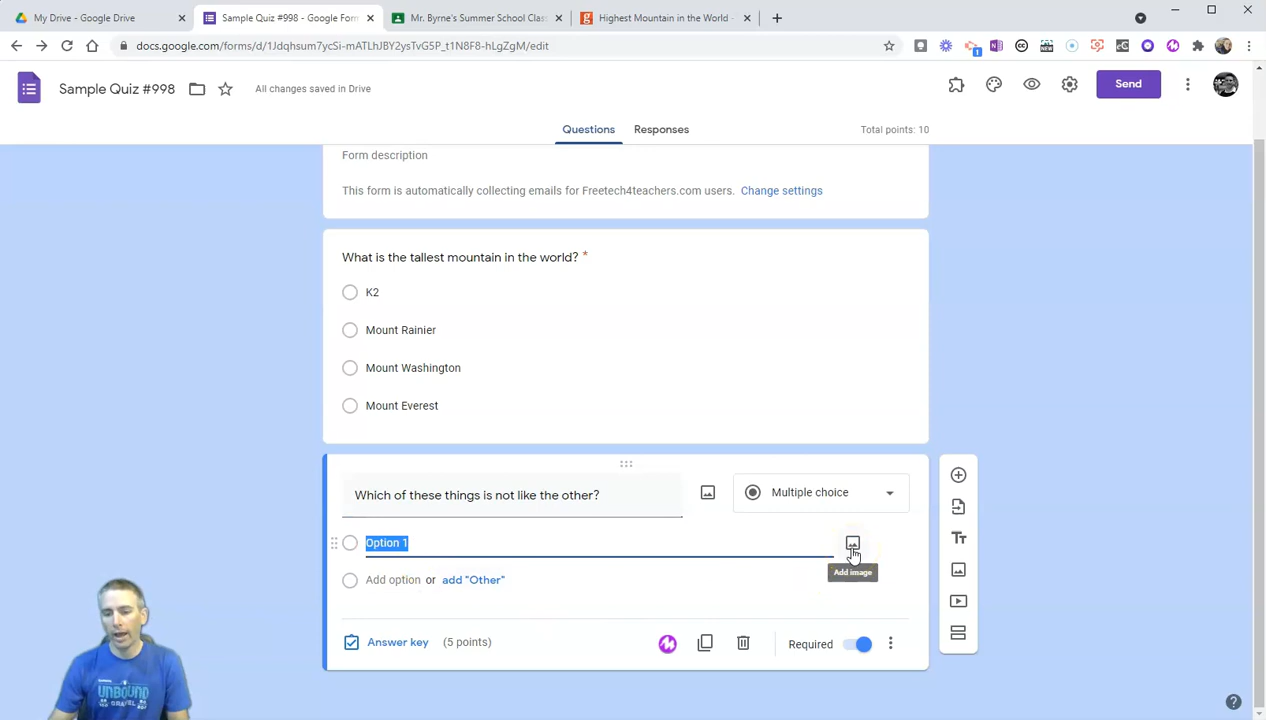 My Drive - Google Drive
Sample Quiz #998 - Google For
Mr. Byrne's Summer School Clas
Highest Mountain in the World -
docs.google.com/forms/d/1Jdqhsum7ycSi-mATLhJBY2ysTvG5P_t1N8F8-hLgZgM/edit
Sample Quiz #998
All changes saved in Drive
Send
Questions
Responses
Total points: 10
Form description
This form is automatically collecting emails for Freetech4teachers.com users. Change settings
What is the tallest mountain in the world? *
K2
Mount Rainier
Mount Washington
Mount Everest
Which of these things is not like the other?
Multiple choice
Option 1
Add image
Add option or add "Other"
Answer key (5 points)
Required
UNBOUND